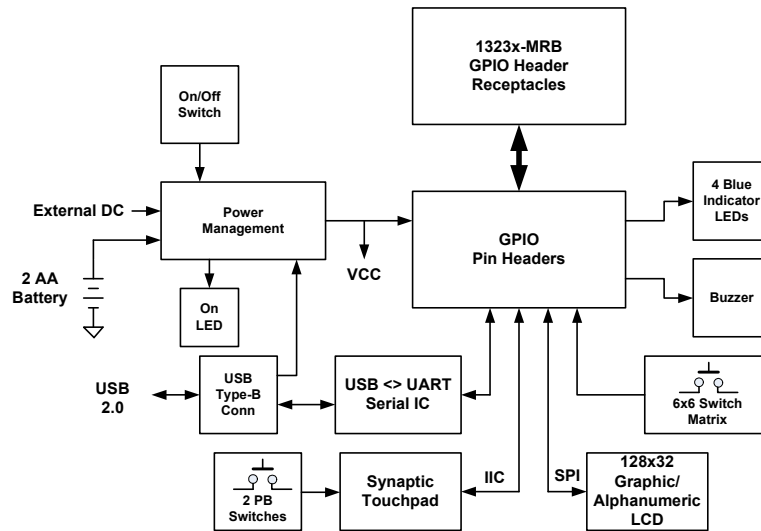 1323x-MRB
GPIO Header
Receptacles
On/Off
Switch
4 Blue
Indicator
LEDs
External DC
Power
Management
GPIO
Pin Headers
VCC
2 AA
Battery
On
LED
Buzzer
USB
2.0
USB
Type-B
Conn
USB <> UART
Serial IC
6x6 Switch
Matrix
2 PB
Switches
Synaptic
Touchpad
IIC
SPI
128x32
Graphic/
Alphanumeric
LCD